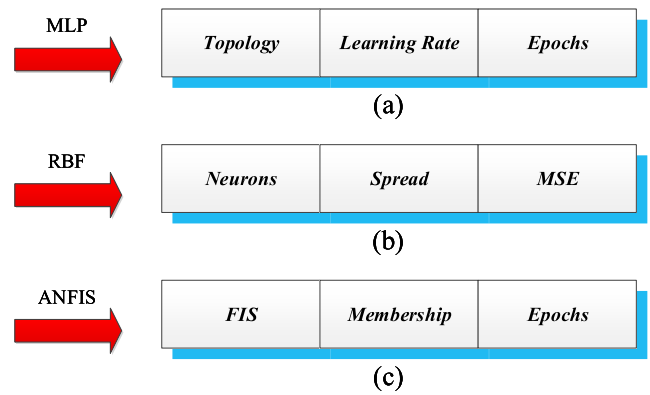 MLP
Topology Learning Rate Epochs
(a)
RBF
Neurons Spread MSE
(b)
ANFIS
FIS Membership Epochs
(c)